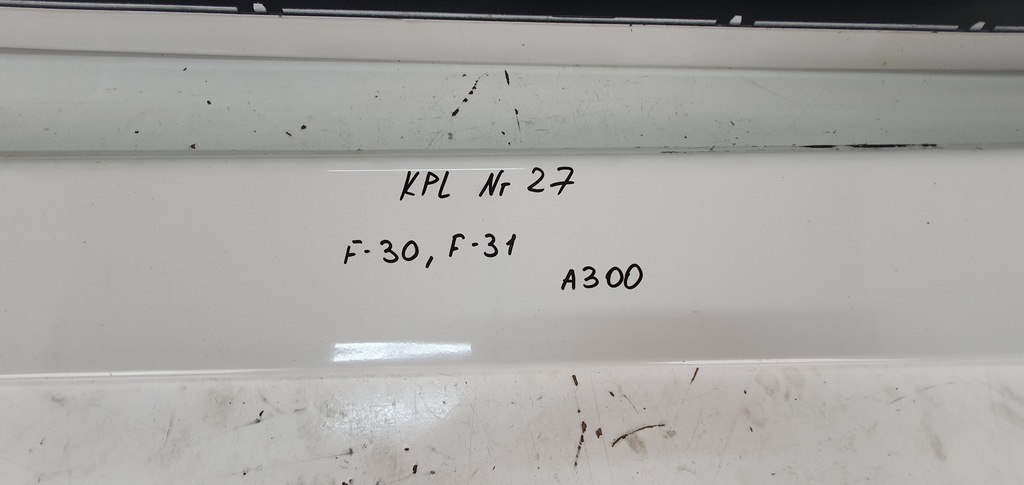 KPL Nr 27
F-30, F-31
A300